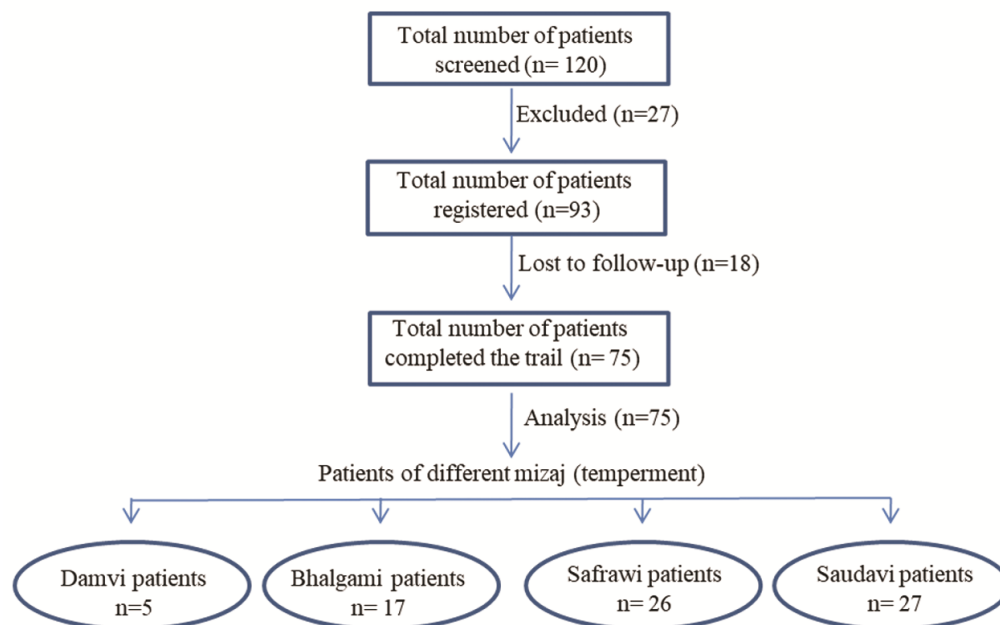 Total number of patients
screened (n= 120)
Excluded (n=27)
Total number of patients
registered (n=93)
Lost to follow-up (n=18)
Total number of patients
completed the trail (n= 75)
Analysis (n=75)
Patients of different mizaj (temperment)
Damvi patients
n=5
Bhalgami patients
n= 17
Safrawi patients
n= 26
Saudavi patients
n= 27